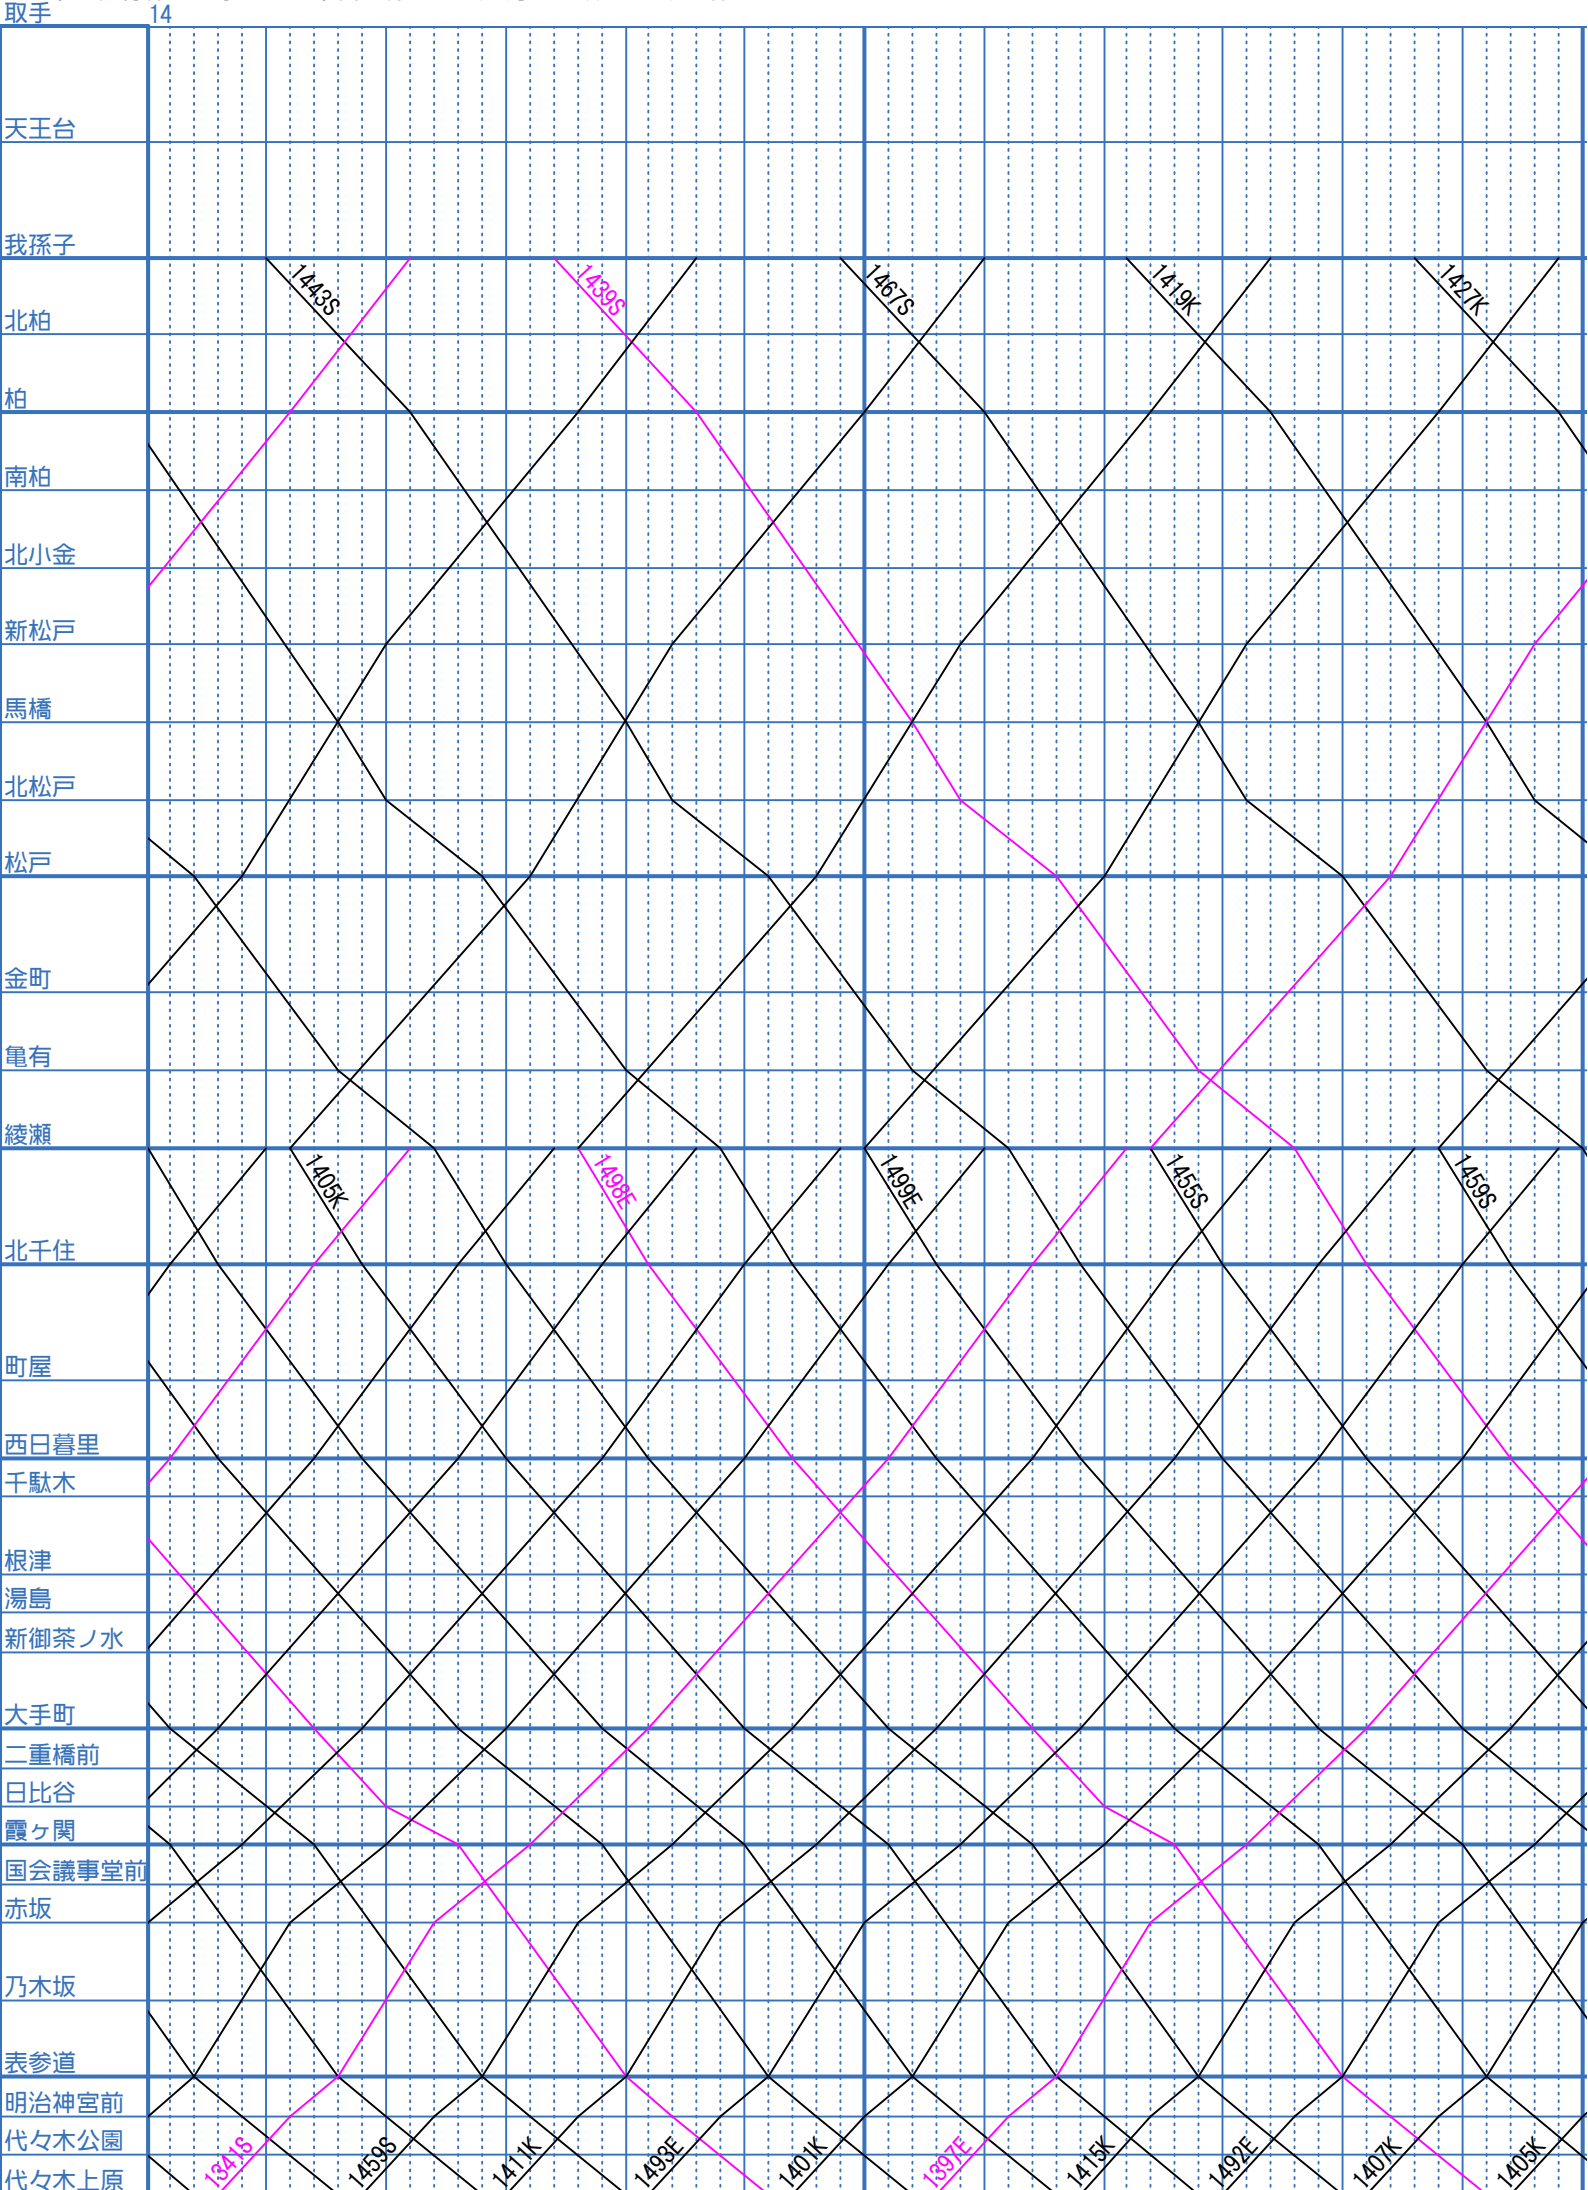 取手 14
天王台
我孫子
1443S 1439S 1467S 1419K 1427K
北柏
柏
南柏
北小金
新松戸
馬橋
北松戸
松戸
金町
亀有
綾瀬
1405K 1498E 1499E 1455S 1459S
北千住
町屋
西日暮里
千駄木
根津
湯島
新御茶ノ水
大手町
二重橋前
日比谷
霞ヶ関
国会議事堂前
赤坂
乃木坂
表参道
明治神宮前
代々木公園
1341S 1459S 1411K 1493E 1401K 1397E 1415K 1492E 1407K 1405K
代々木上原